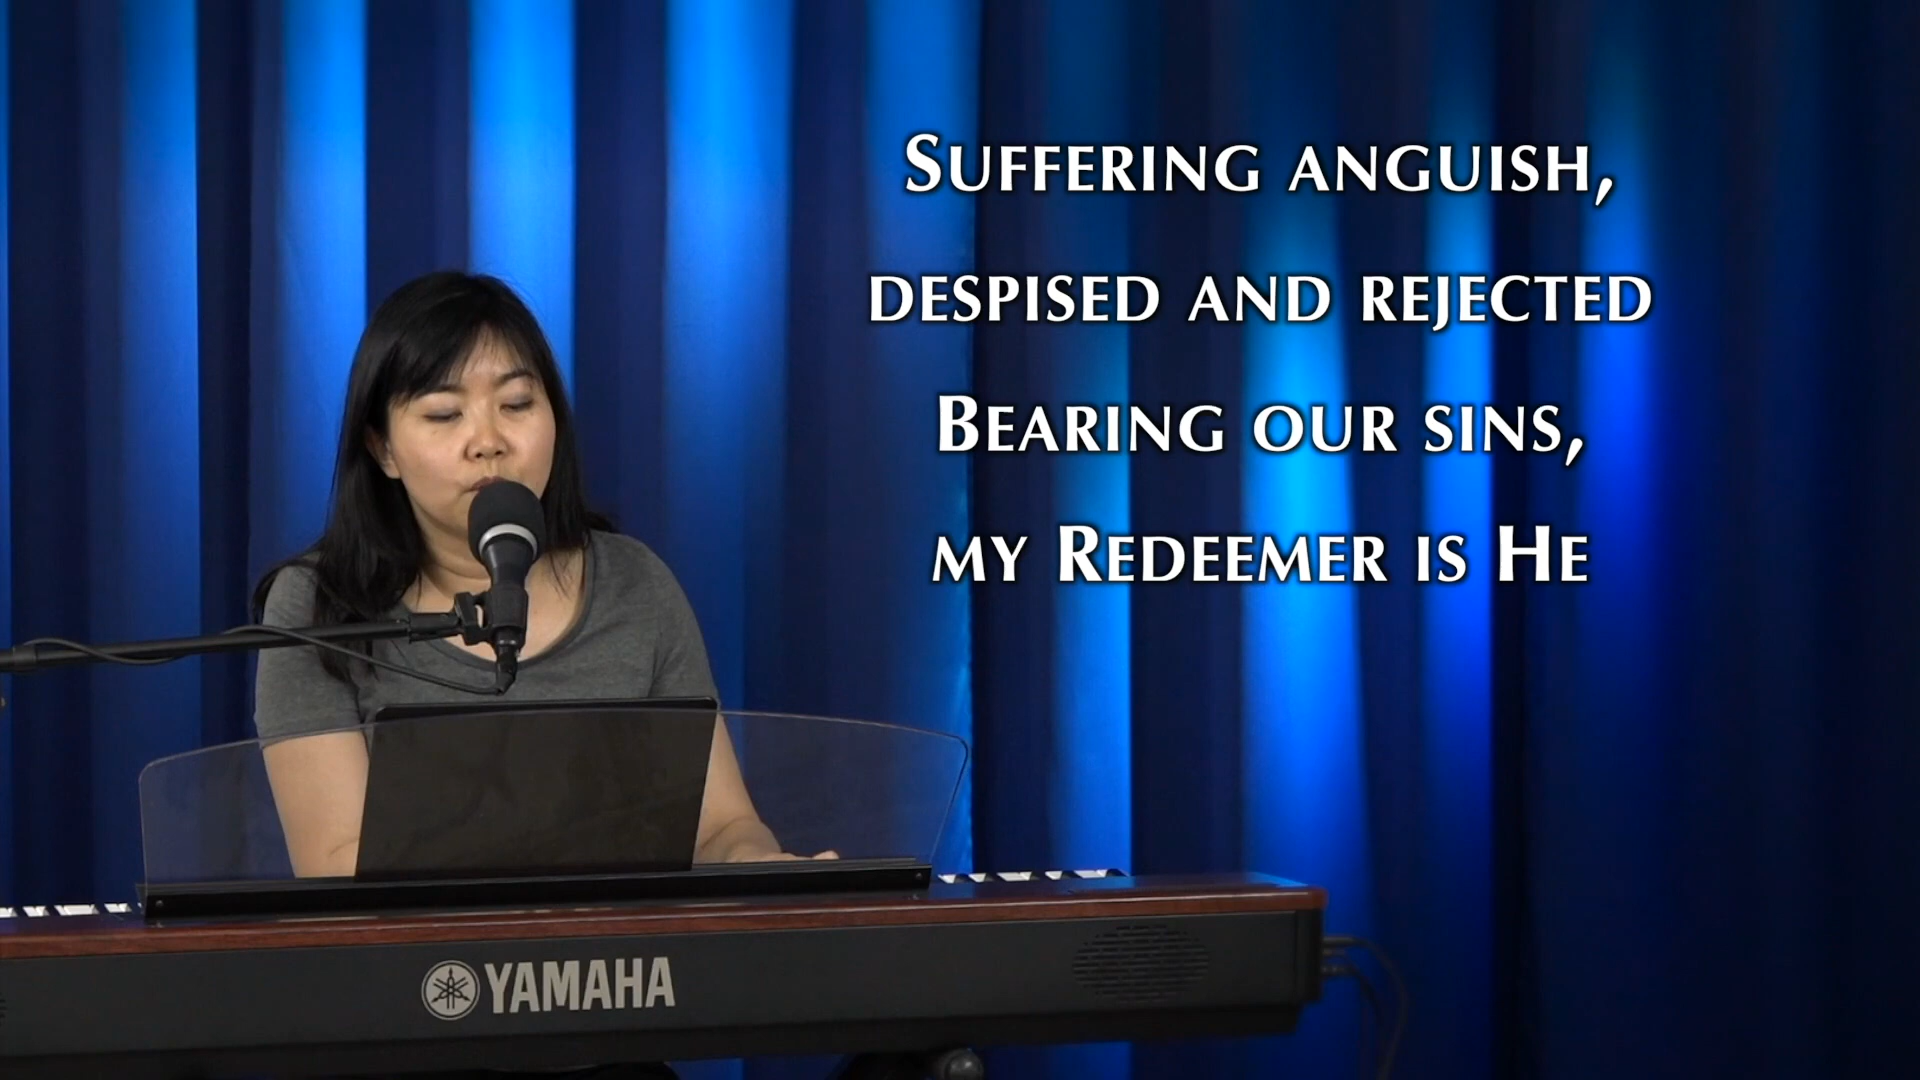 Suffering anguish,
despised and rejected
Bearing our sins,
my Redeemer is He
YAMAHA